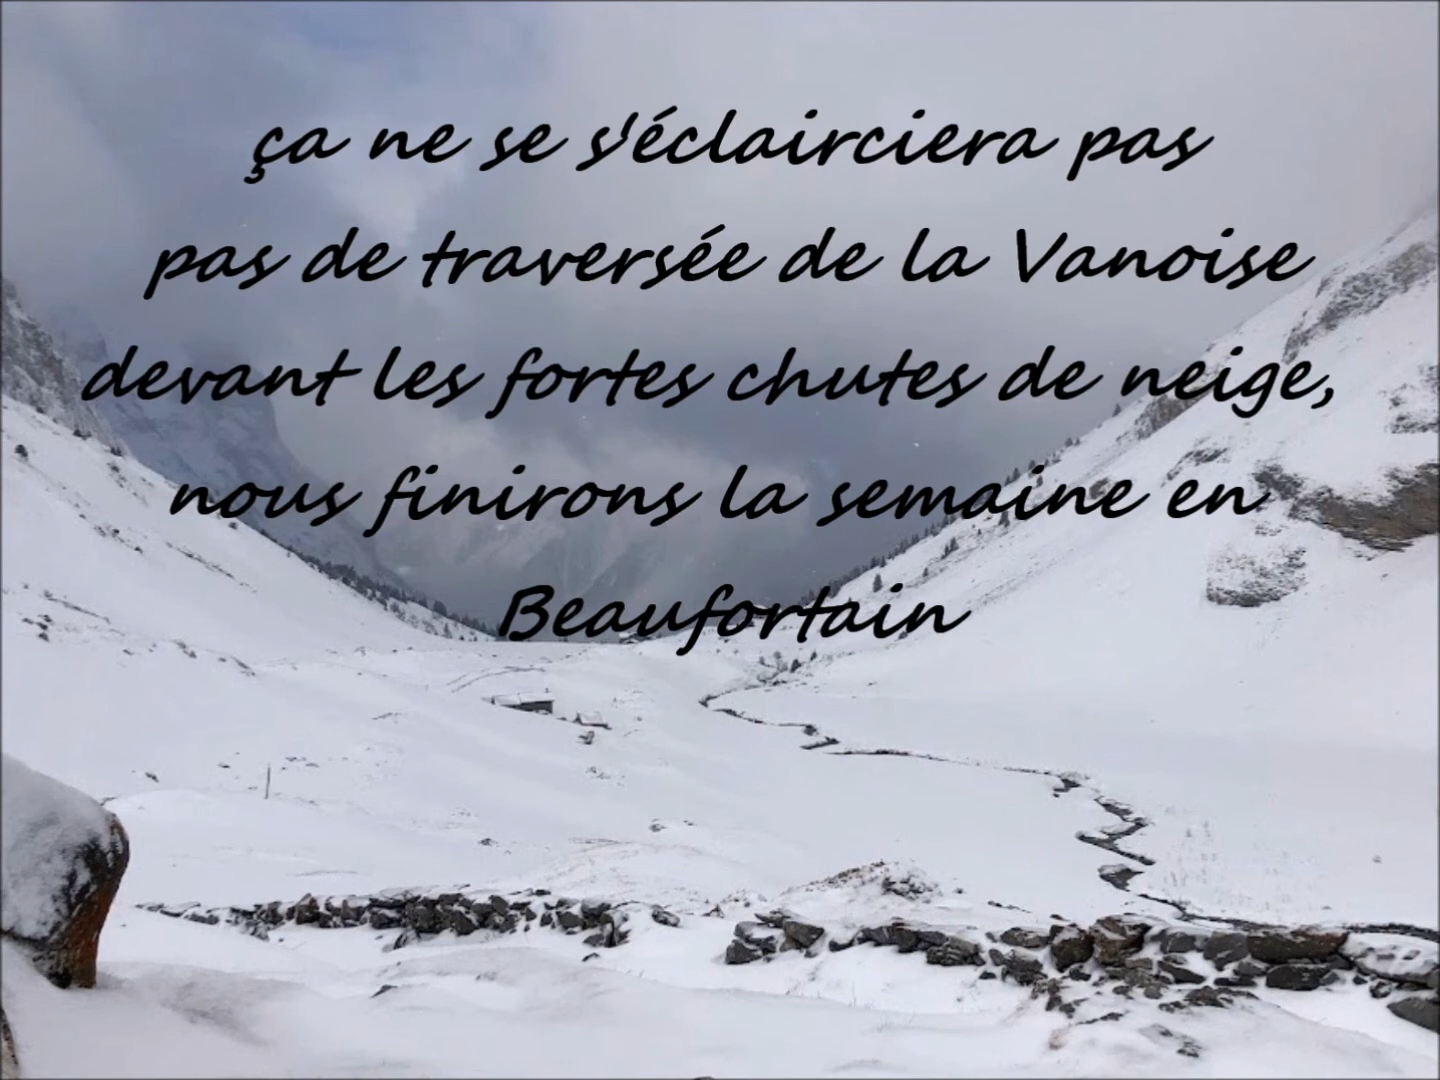 ça ne se s'éclairciera pas
pas de traversée de la Vanoise
devant les fortes chutes de neige,
nous finirons la semaine en
Beaufortain